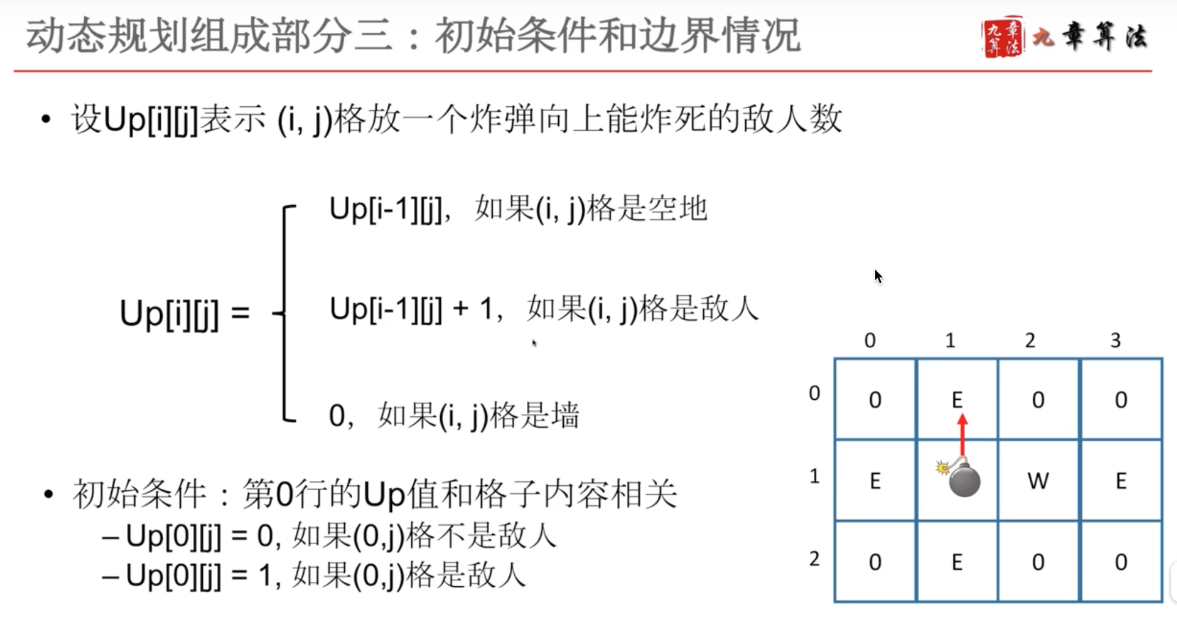 动态规划组成部分三：初始条件和边界情况
九章算法 九章算法
• 设Up[i][j]表示 (i, j)格放一个炸弹向上能炸死的敌人数
Up[i-1][j]，如果(i, j)格是空地
Up[i][j] =
Up[i-1][j] + 1，如果(i, j)格是敌人
0，如果(i, j)格是墙
• 初始条件：第0行的Up值和格子内容相关
– Up[0][j] = 0, 如果(0,j)格不是敌人
– Up[0][j] = 1, 如果(0,j)格是敌人
0 1 2 3
0 0 E 0 0
1 E W E
2 0 E 0 0